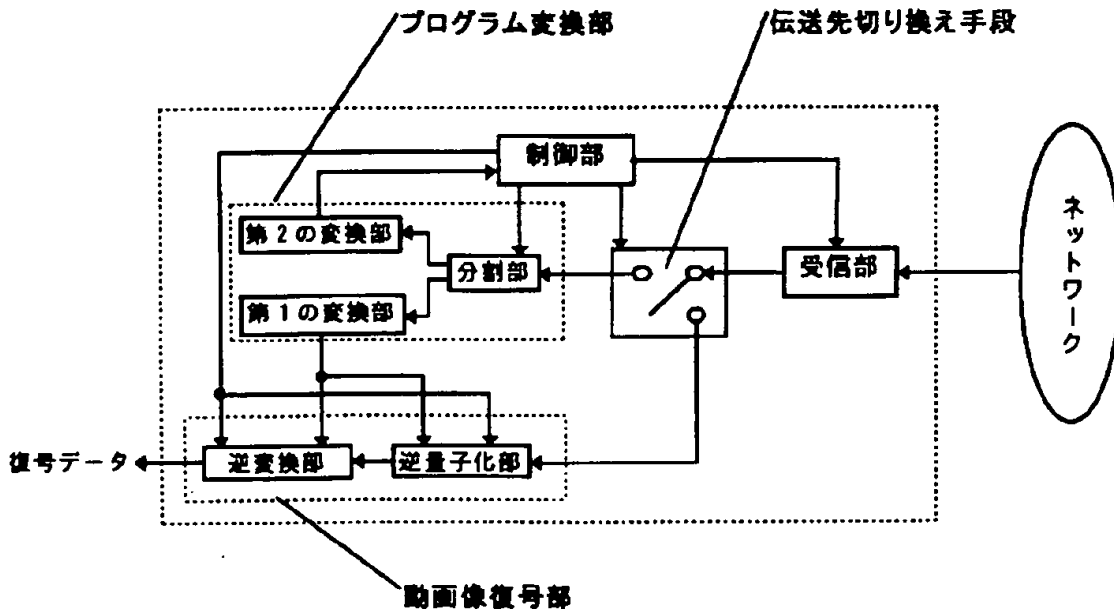 プログラム変換部
伝送先切り換え手段
制御部
第2の変換部
分割部
受信部
ネットワーク
第1の変換部
復号データ
逆変換部
逆量子化部
動画像復号部